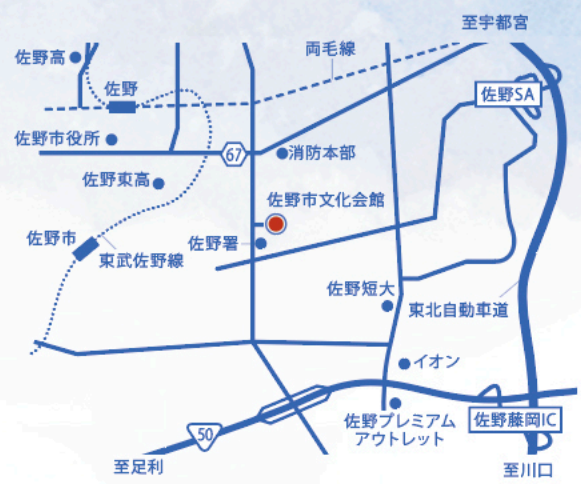 至宇都宮
両毛線
佐野高
佐野
佐野SA
佐野市役所
67
消防本部
佐野東高
佐野市文化会館
佐野市
佐野署
東武佐野線
佐野短大
東北自動車道
イオン
佐野プレミアム
アウトレット
佐野藤岡IC
50
至足利
至川口